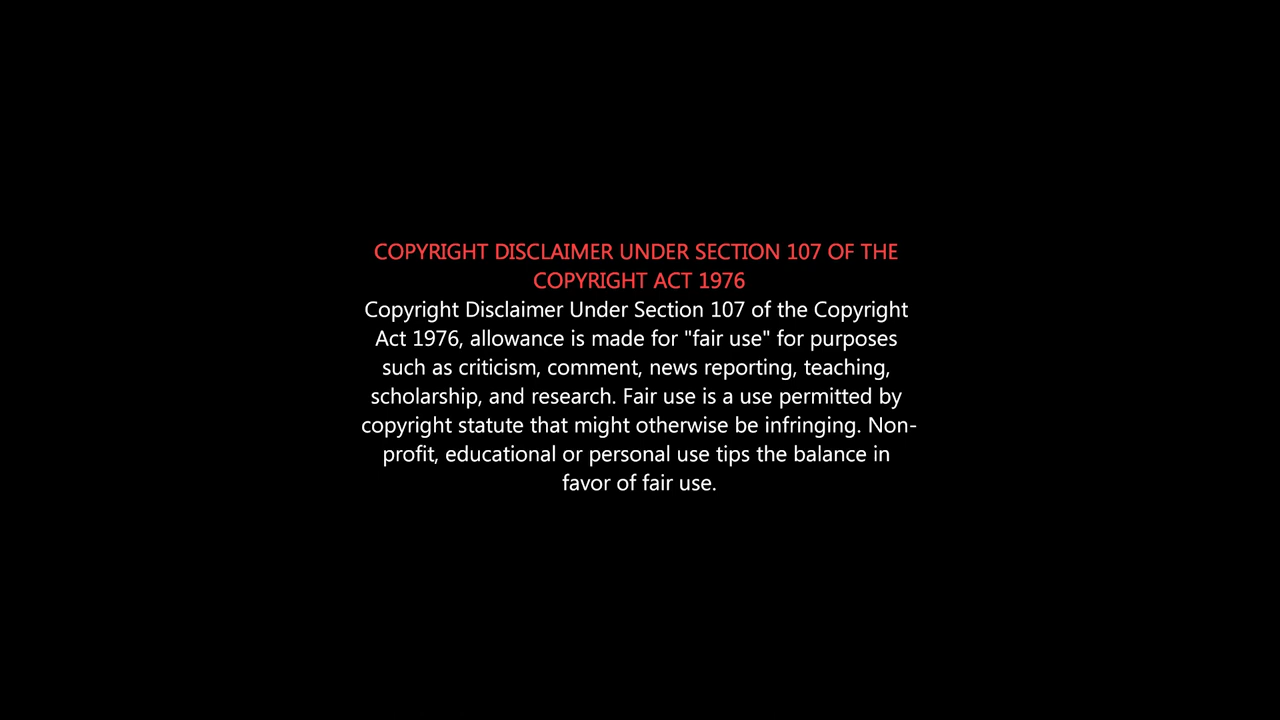 COPYRIGHT DISCLAIMER UNDER SECTION 107 OF THE
COPYRIGHT ACT 1976
Copyright Disclaimer Under Section 107 of the Copyright
Act 1976, allowance is made for "fair use" for purposes
such as criticism, comment, news reporting, teaching,
scholarship, and research. Fair use is a use permitted by
copyright statute that might otherwise be infringing. Non-
profit, educational or personal use tips the balance in
favor of fair use.